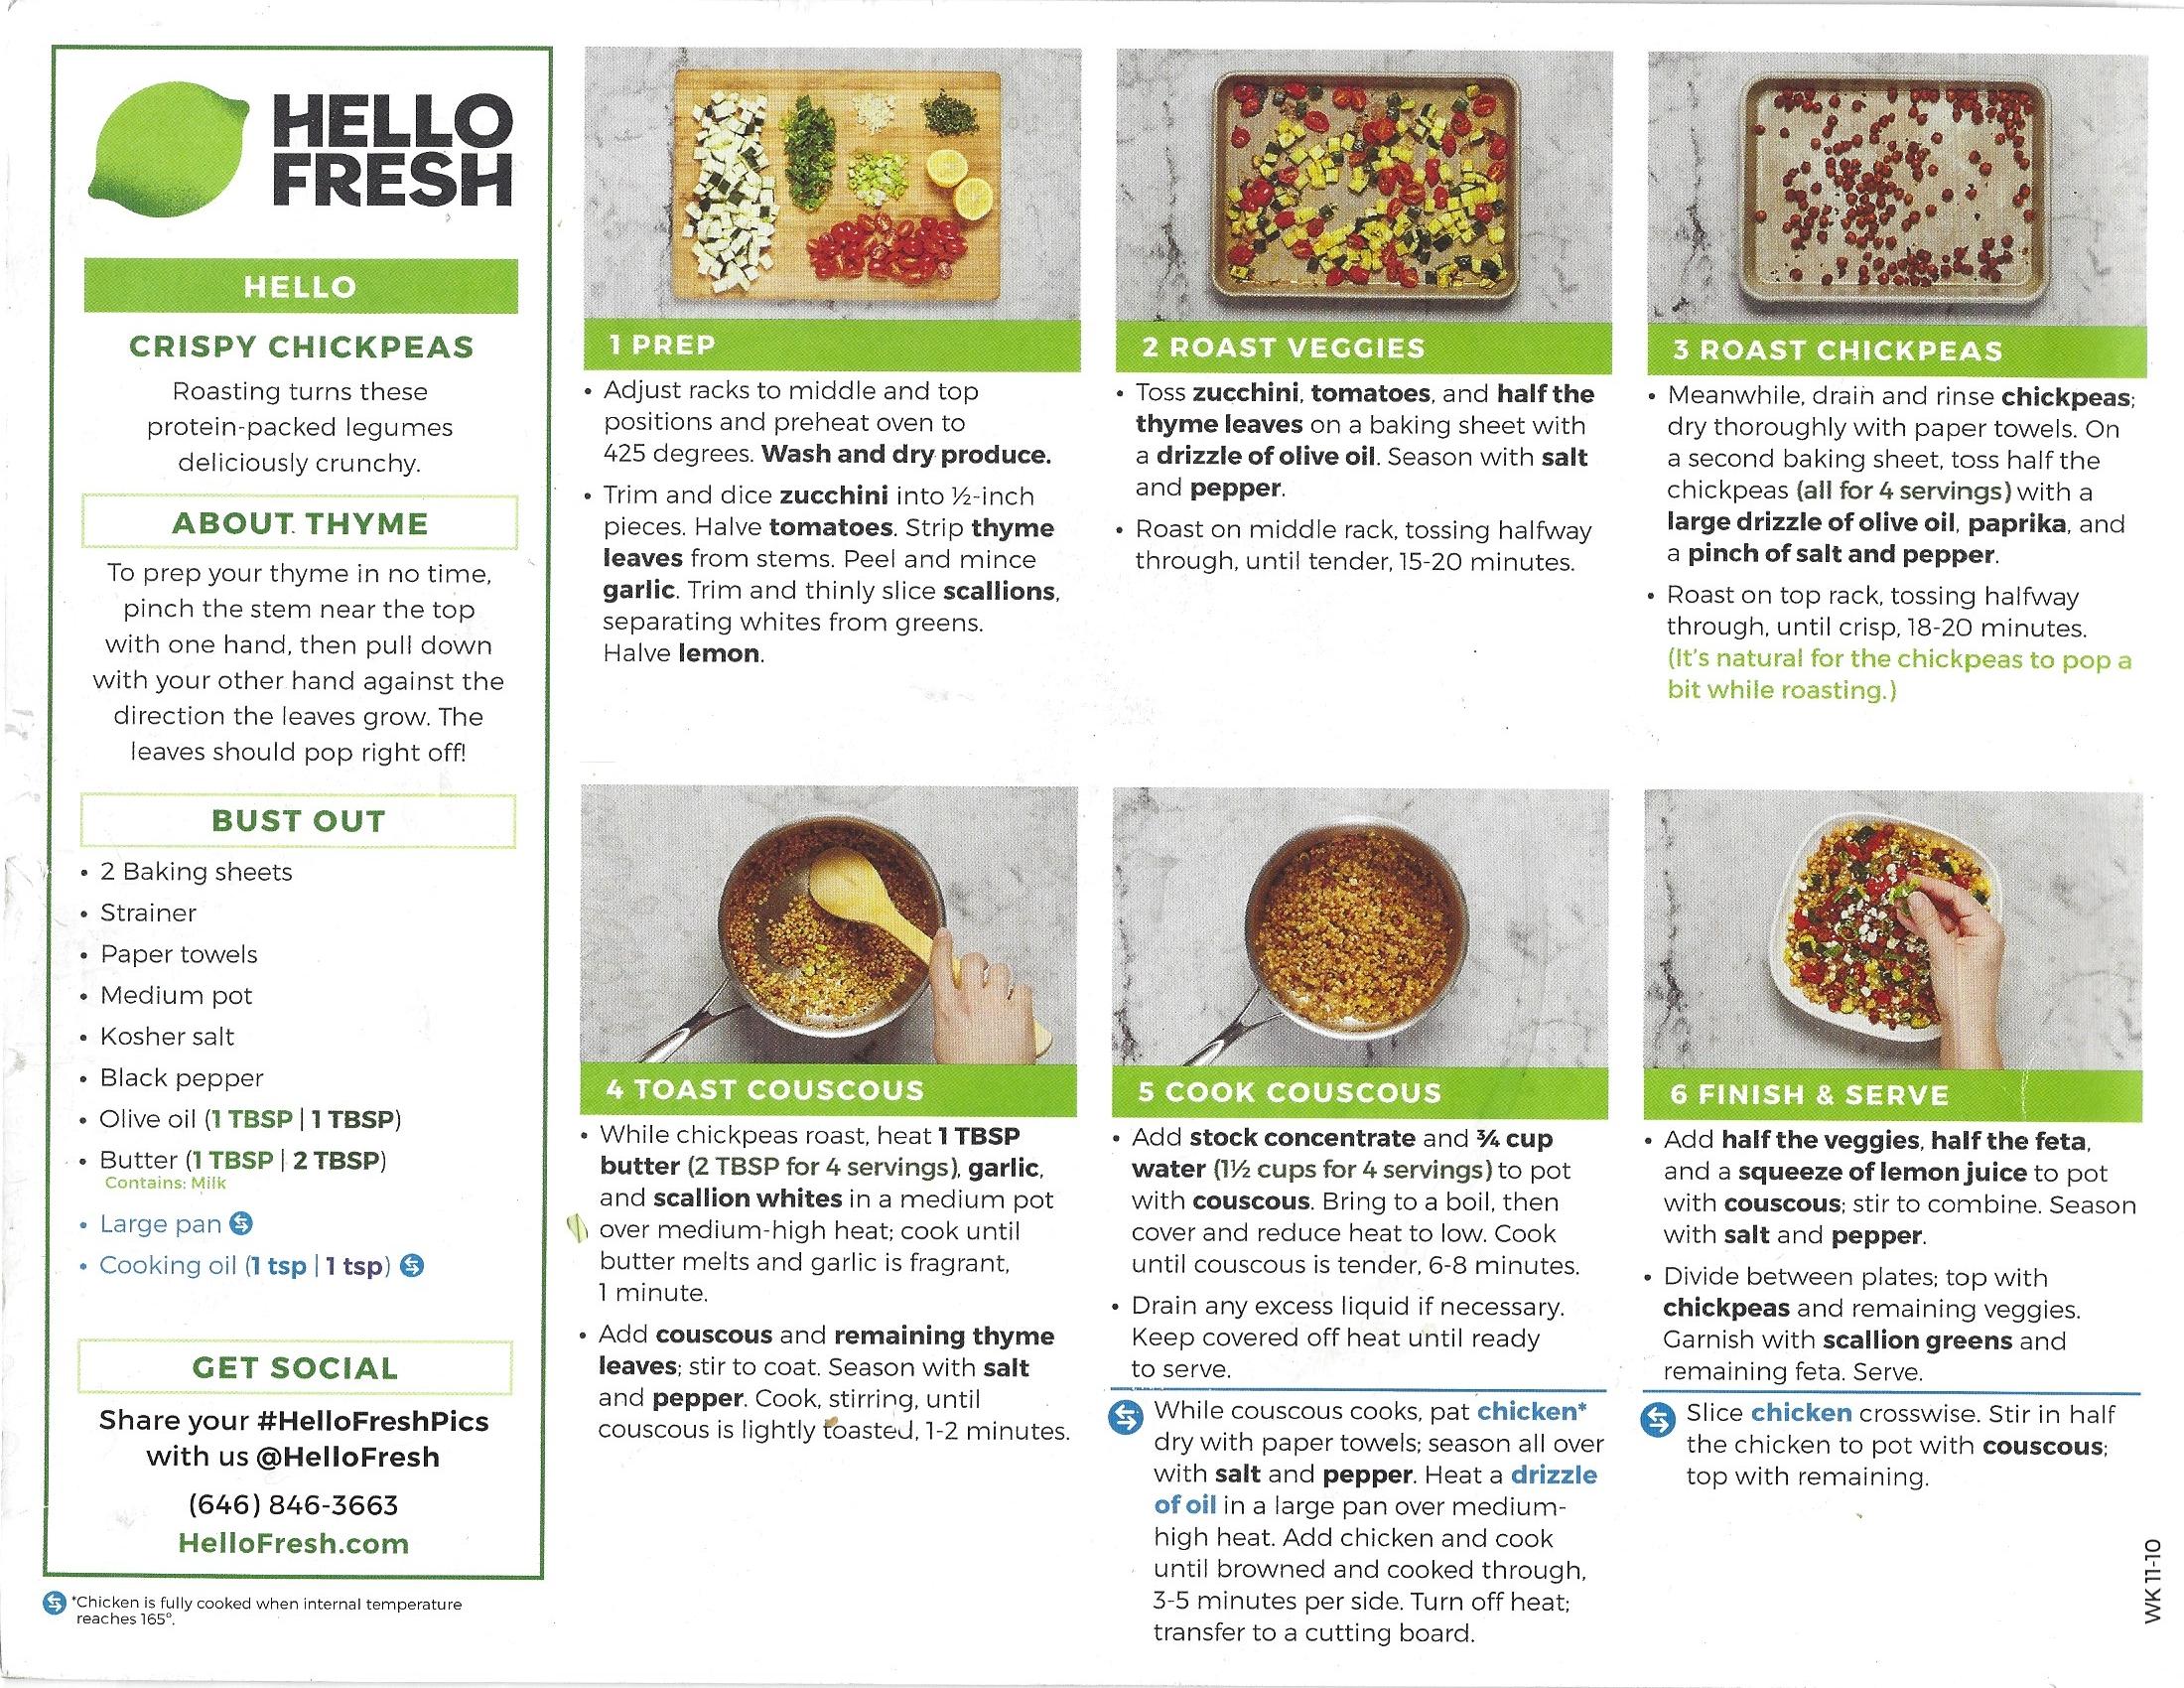 HELLO
FRESH
HELLO
CRISPY CHICKPEAS
Roasting turns these
protein-packed legumes
deliciously crunchy.
ABOUT THYME
To prep your thyme in no time,
pinch the stem near the top
with one hand, then pull down
with your other hand against the
direction the leaves grow. The
leaves should pop right off!
BUST OUT
• 2 Baking sheets
• Strainer
• Paper towels
• Medium pot
• Kosher salt
• Black pepper
• Olive oil (1 TBSP | 1 TBSP)
• Butter (1 TBSP | 2 TBSP)
Contains: Milk
• Large pan
• Cooking oil (1 tsp | 1 tsp)
GET SOCIAL
Share your #HelloFreshPics
with us @HelloFresh
(646) 846-3663
HelloFresh.com
*Chicken is fully cooked when internal temperature
reaches 165°.
1 PREP
• Adjust racks to middle and top
positions and preheat oven to
425 degrees. Wash and dry produce.
• Trim and dice zucchini into ½-inch
pieces. Halve tomatoes. Strip thyme
leaves from stems. Peel and mince
garlic. Trim and thinly slice scallions,
separating whites from greens.
Halve lemon.
2 ROAST VEGGIES
• Toss zucchini, tomatoes, and half the
thyme leaves on a baking sheet with
a drizzle of olive oil. Season with salt
and pepper.
• Roast on middle rack, tossing halfway
through, until tender, 15-20 minutes.
3 ROAST CHICKPEAS
• Meanwhile, drain and rinse chickpeas;
dry thoroughly with paper towels. On
a second baking sheet, toss half the
chickpeas (all for 4 servings) with a
large drizzle of olive oil, paprika, and
a pinch of salt and pepper.
• Roast on top rack, tossing halfway
through, until crisp, 18-20 minutes.
(It's natural for the chickpeas to pop a
bit while roasting.)
4 TOAST COUSCOUS
• While chickpeas roast, heat 1 TBSP
butter (2 TBSP for 4 servings), garlic,
and scallion whites in a medium pot
over medium-high heat; cook until
butter melts and garlic is fragrant,
1 minute.
• Add couscous and remaining thyme
leaves; stir to coat. Season with salt
and pepper. Cook, stirring, until
couscous is lightly toasted, 1-2 minutes.
5 COOK COUSCOUS
• Add stock concentrate and ¾ cup
water (1½ cups for 4 servings) to pot
with couscous. Bring to a boil, then
cover and reduce heat to low. Cook
until couscous is tender, 6-8 minutes.
• Drain any excess liquid if necessary.
Keep covered off heat until ready
to serve.
While couscous cooks, pat chicken*
dry with paper towels; season all over
with salt and pepper. Heat a drizzle
of oil in a large pan over medium-
high heat. Add chicken and cook
until browned and cooked through,
3-5 minutes per side. Turn off heat;
transfer to a cutting board.
6 FINISH & SERVE
• Add half the veggies, half the feta,
and a squeeze of lemon juice to pot
with couscous; stir to combine. Season
with salt and pepper.
• Divide between plates; top with
chickpeas and remaining veggies.
Garnish with scallion greens and
remaining feta. Serve.
Slice chicken crosswise. Stir in half
the chicken to pot with couscous;
top with remaining.
WK 11-10